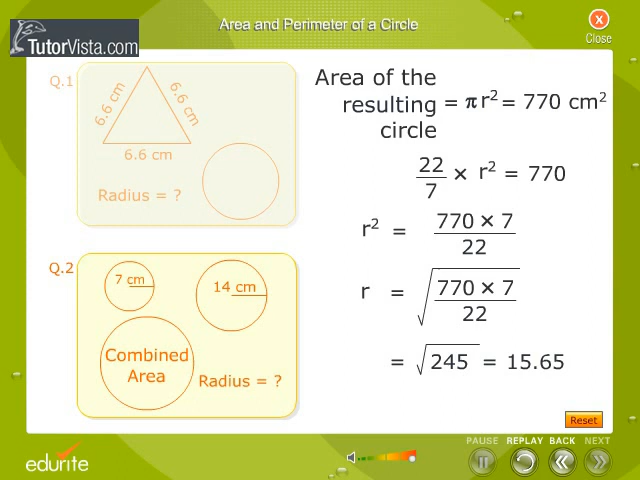 Area and Perimeter of a Circle
X
Close
TutorVista.com
Q.1
6.6 cm
6.6 cm
6.6 cm
Radius = ?
Q.2
7 cm
14 cm
Combined
Area
Radius = ?
Area of the
resulting
circle
= π r² = 770 cm²
22/7 × r² = 770
r² = 770 × 7 / 22
r = √(770 × 7 / 22)
= √245 = 15.65
Reset
PAUSE REPLAY BACK NEXT
edurite